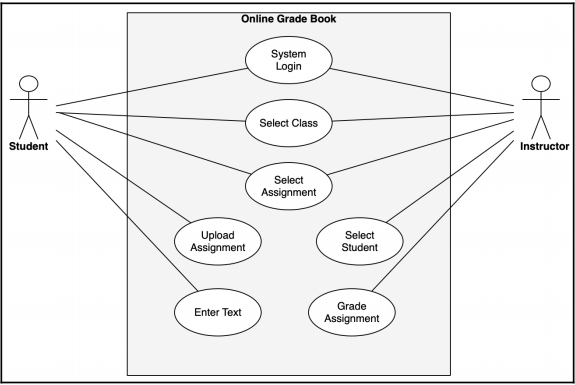 Online Grade Book
System
Login
Select Class
Student
Instructor
Select
Assignment
Upload
Assignment
Select
Student
Enter Text
Grade
Assignment